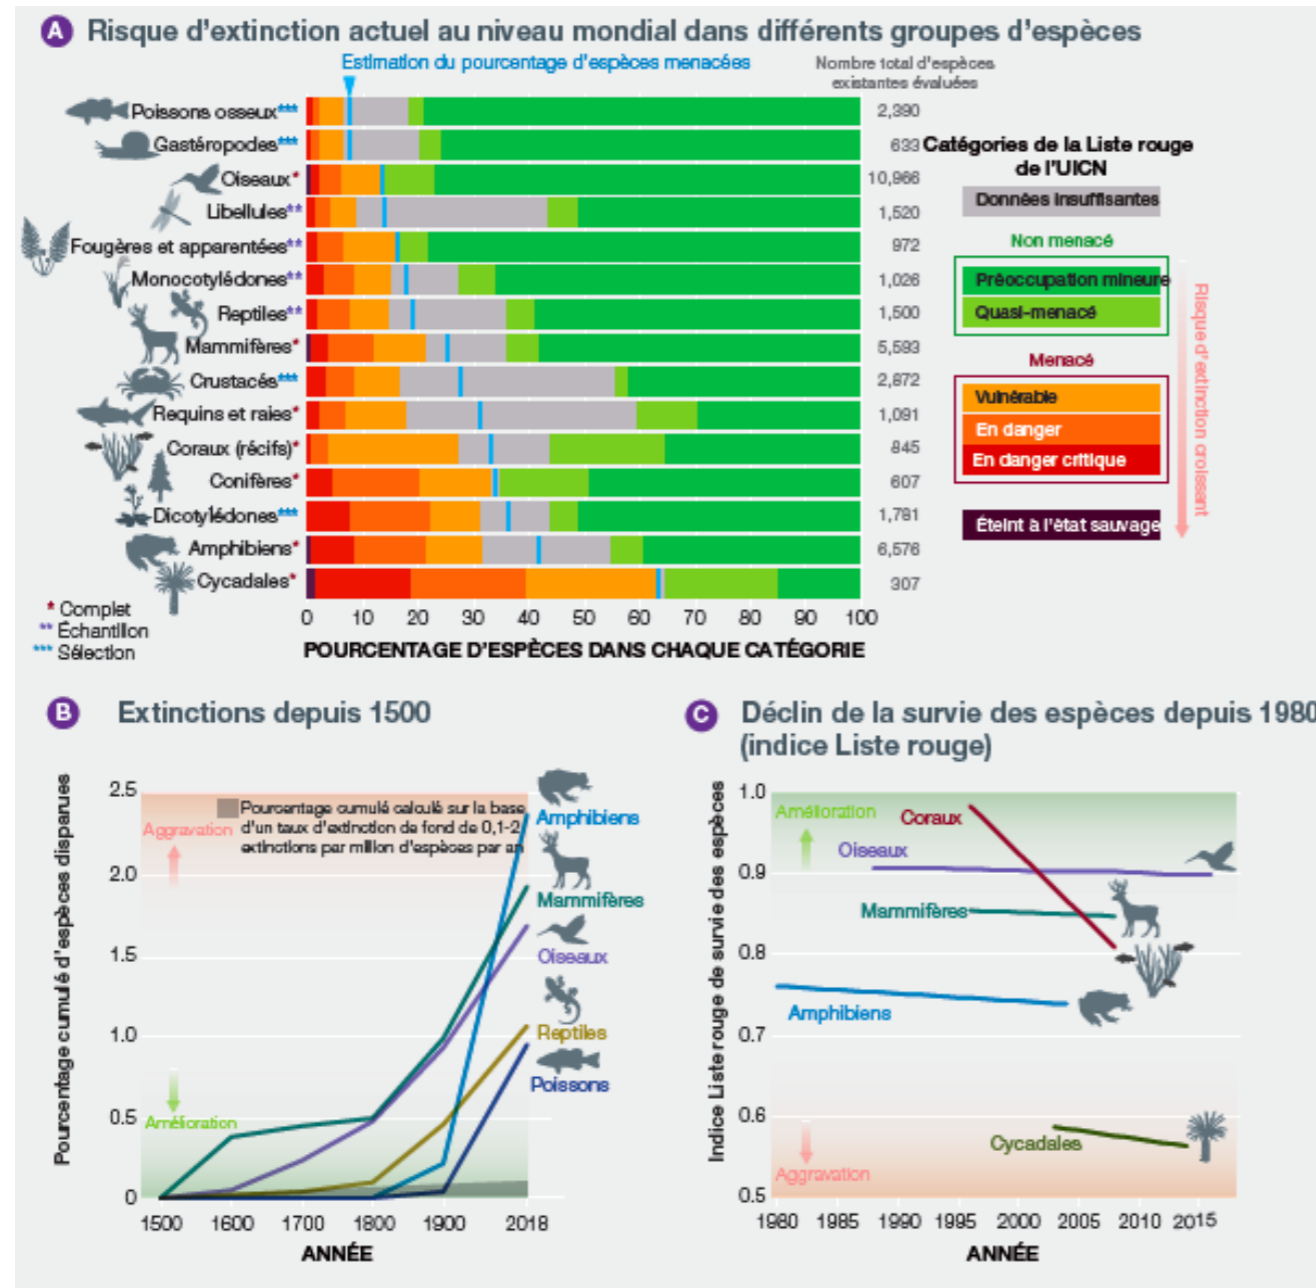 A Risque d'extinction actuel au niveau mondial dans différents groupes d'espèces
Estimation du pourcentage d'espèces menacées
Nombre total d'espèces
existantes évaluées
Poissons osseux***
2,390
Gastéropodes***
633
Oiseaux*
10,966
Libellules**
1,520
Fougères et apparentées**
972
Monocotylédones**
1,026
Reptiles**
1,500
Mammifères*
5,593
Crustacés***
2,872
Requins et raies*
1,091
Coraux (récifs)*
845
Conifères*
607
Dicotylédones***
1,781
Amphibiens*
6,576
Cycadales*
307
0 10 20 30 40 50 60 70 80 90 100
POURCENTAGE D'ESPÈCES DANS CHAQUE CATÉGORIE
* Complet
** Échantillon
*** Sélection
Catégories de la Liste rouge
de l'UICN
Données insuffisantes
Non menacé
Préoccupation mineure
Quasi-menacé
Menacé
Vulnérable
En danger
En danger critique
Éteint à l'état sauvage
Risque d'extinction croissant
B Extinctions depuis 1500
Pourcentage cumulé d'espèces disparues
2.5
2.0
1.5
1.0
0.5
0
Aggravation
Pourcentage cumulé calculé sur la base
d'un taux d'extinction de fond de 0,1-2
extinctions par million d'espèces par an
Amélioration
Amphibiens
Mammifères
Oiseaux
Reptiles
Poissons
1500 1600 1700 1800 1900 2018
ANNÉE
C Déclin de la survie des espèces depuis 1980
(indice Liste rouge)
Indice Liste rouge de survie des espèces
1.0
0.9
0.8
0.7
0.6
0.5
Amélioration
Coraux
Oiseaux
Mammifères
Amphibiens
Cycadales
Aggravation
1980 1985 1990 1995 2000 2005 2010 2015
ANNÉE